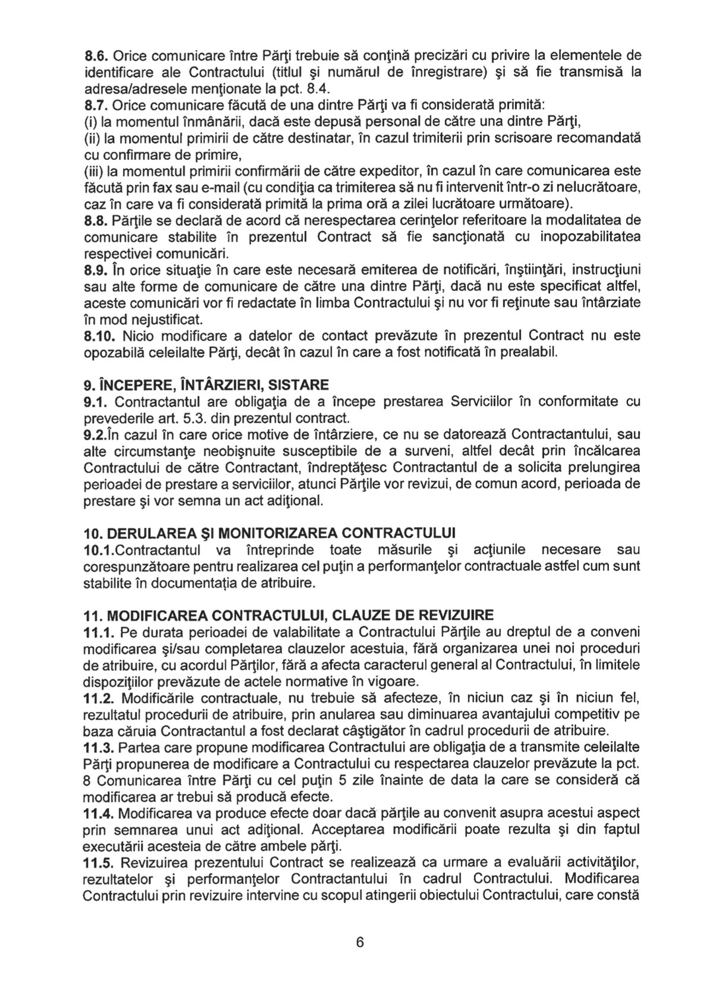 8.6. Orice comunicare între Părţi trebuie să conţină precizări cu privire la elementele de
identificare ale Contractului (titlul şi numărul de înregistrare) şi să fie transmisă la
adresa/adresele menţionate la pct. 8.4.
8.7. Orice comunicare făcută de una dintre Părţi va fi considerată primită:
(i) la momentul înmânării, dacă este depusă personal de către una dintre Părţi,
(ii) la momentul primirii de către destinatar, în cazul trimiterii prin scrisoare recomandată
cu confirmare de primire,
(iii) la momentul primirii confirmării de către expeditor, în cazul în care comunicarea este
făcută prin fax sau e-mail (cu condiţia ca trimiterea să nu fi intervenit într-o zi nelucrătoare,
caz în care va fi considerată primită la prima oră a zilei lucrătoare următoare).
8.8. Părţile se declară de acord că nerespectarea cerinţelor referitoare la modalitatea de
comunicare stabilite în prezentul Contract să fie sancţionată cu inopozabilitatea
respectivei comunicări.
8.9. În orice situaţie în care este necesară emiterea de notificări, înştiinţări, instrucţiuni
sau alte forme de comunicare de către una dintre Părţi, dacă nu este specificat altfel,
aceste comunicări vor fi redactate în limba Contractului şi nu vor fi reţinute sau întârziate
în mod nejustificat.
8.10. Nicio modificare a datelor de contact prevăzute în prezentul Contract nu este
opozabilă celeilalte Părţi, decât în cazul în care a fost notificată în prealabil.
9. ÎNCEPERE, ÎNTÂRZIERI, SISTARE
9.1. Contractantul are obligaţia de a începe prestarea Serviciilor în conformitate cu
prevederile art. 5.3. din prezentul contract.
9.2.În cazul în care orice motive de întârziere, ce nu se datorează Contractantului, sau
alte circumstanţe neobişnuite susceptibile de a surveni, altfel decât prin încălcarea
Contractului de către Contractant, îndreptăţesc Contractantul de a solicita prelungirea
perioadei de prestare a serviciilor, atunci Părţile vor revizui, de comun acord, perioada de
prestare şi vor semna un act adiţional.
10. DERULAREA ŞI MONITORIZAREA CONTRACTULUI
10.1.Contractantul va întreprinde toate măsurile şi acţiunile necesare sau
corespunzătoare pentru realizarea cel puţin a performanţelor contractuale astfel cum sunt
stabilite în documentația de atribuire.
11. MODIFICAREA CONTRACTULUI, CLAUZE DE REVIZUIRE
11.1. Pe durata perioadei de valabilitate a Contractului Părţile au dreptul de a conveni
modificarea şi/sau completarea clauzelor acestuia, fără organizarea unei noi proceduri
de atribuire, cu acordul Părţilor, fără a afecta caracterul general al Contractului, în limitele
dispoziţiilor prevăzute de actele normative în vigoare.
11.2. Modificările contractuale, nu trebuie să afecteze, în niciun caz şi în niciun fel,
rezultatul procedurii de atribuire, prin anularea sau diminuarea avantajului competitiv pe
baza căruia Contractantul a fost declarat câştigător în cadrul procedurii de atribuire.
11.3. Partea care propune modificarea Contractului are obligaţia de a transmite celeilalte
Părţi propunerea de modificare a Contractului cu respectarea clauzelor prevăzute la pct.
8 Comunicarea între Părţi cu cel puţin 5 zile înainte de data la care se consideră că
modificarea ar trebui să producă efecte.
11.4. Modificarea va produce efecte doar dacă părţile au convenit asupra acestui aspect
prin semnarea unui act adiţional. Acceptarea modificării poate rezulta şi din faptul
executării acesteia de către ambele părţi.
11.5. Revizuirea prezentului Contract se realizează ca urmare a evaluării activităţilor,
rezultatelor şi performanţelor Contractantului în cadrul Contractului. Modificarea
Contractului prin revizuire intervine cu scopul atingerii obiectului Contractului, care constă
6